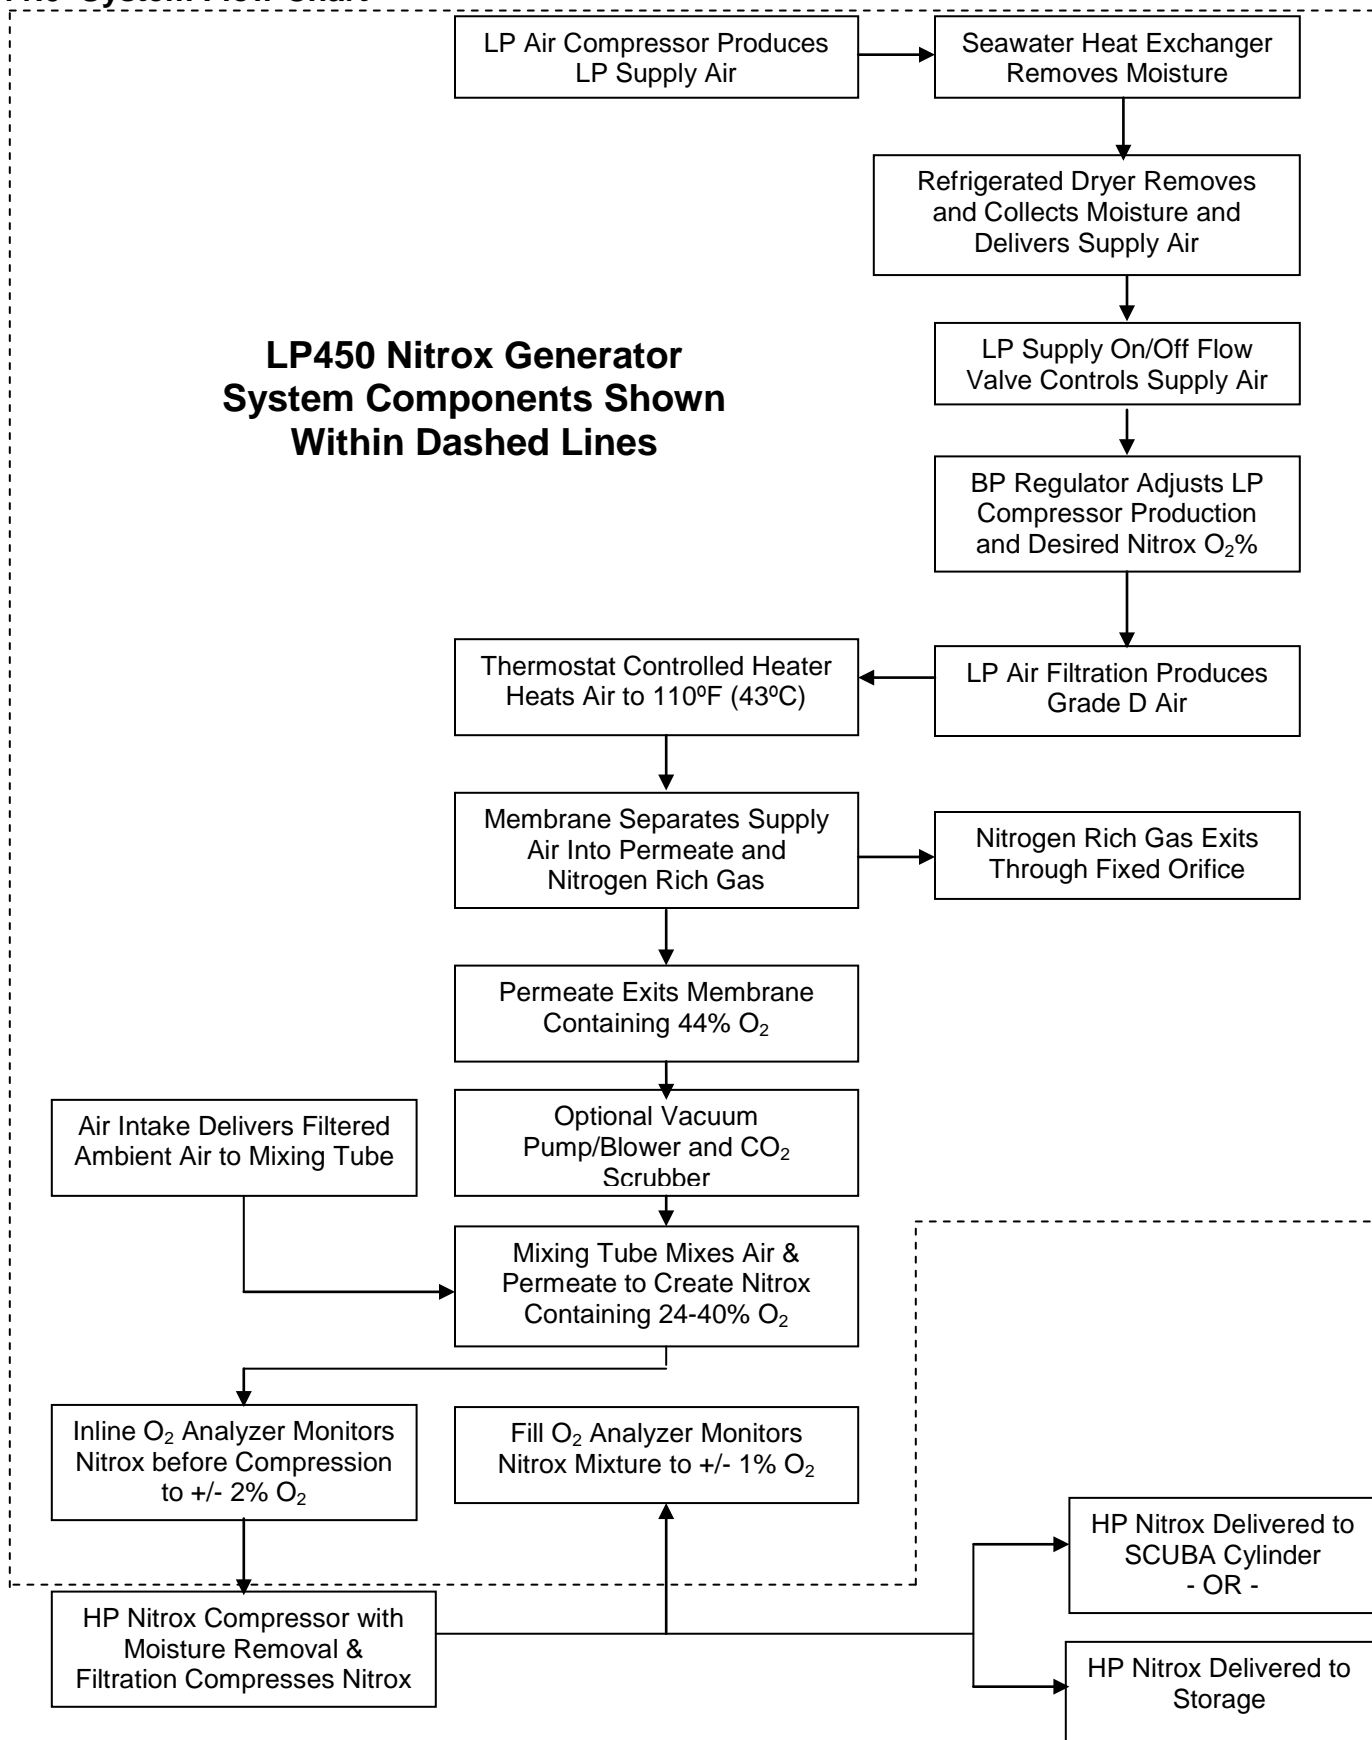 LP Air Compressor Produces
LP Supply Air
Seawater Heat Exchanger
Removes Moisture
Refrigerated Dryer Removes
and Collects Moisture and
Delivers Supply Air
LP450 Nitrox Generator
System Components Shown
Within Dashed Lines
LP Supply On/Off Flow
Valve Controls Supply Air
BP Regulator Adjusts LP
Compressor Production
and Desired Nitrox O₂%
Thermostat Controlled Heater
Heats Air to 110ºF (43ºC)
LP Air Filtration Produces
Grade D Air
Membrane Separates Supply
Air Into Permeate and
Nitrogen Rich Gas
Nitrogen Rich Gas Exits
Through Fixed Orifice
Permeate Exits Membrane
Containing 44% O₂
Air Intake Delivers Filtered
Ambient Air to Mixing Tube
Optional Vacuum
Pump/Blower and CO₂
Scrubber
Mixing Tube Mixes Air &
Permeate to Create Nitrox
Containing 24-40% O₂
Inline O₂ Analyzer Monitors
Nitrox before Compression
to +/- 2% O₂
Fill O₂ Analyzer Monitors
Nitrox Mixture to +/- 1% O₂
HP Nitrox Delivered to
SCUBA Cylinder
- OR -
HP Nitrox Compressor with
Moisture Removal &
Filtration Compresses Nitrox
HP Nitrox Delivered to
Storage